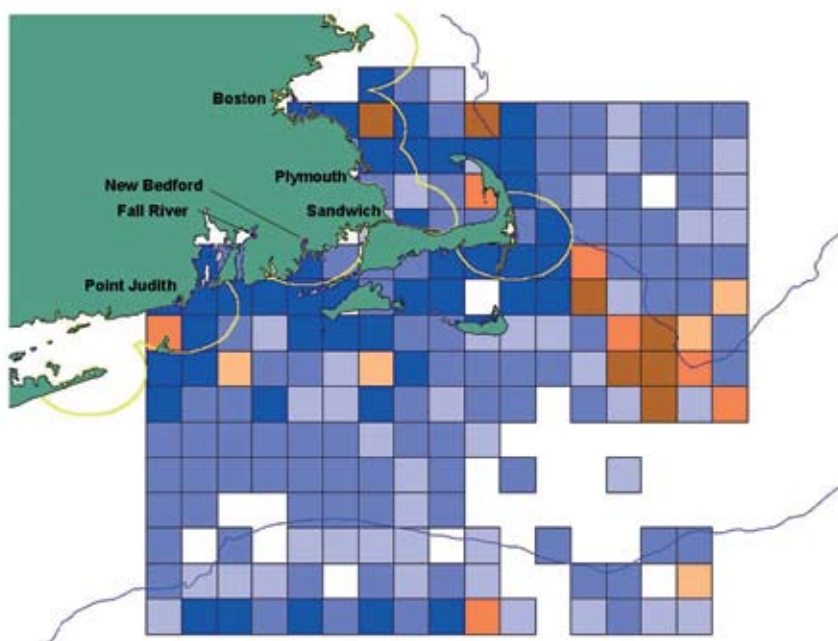 Boston
Plymouth
New Bedford
Fall River
Sandwich
Point Judith